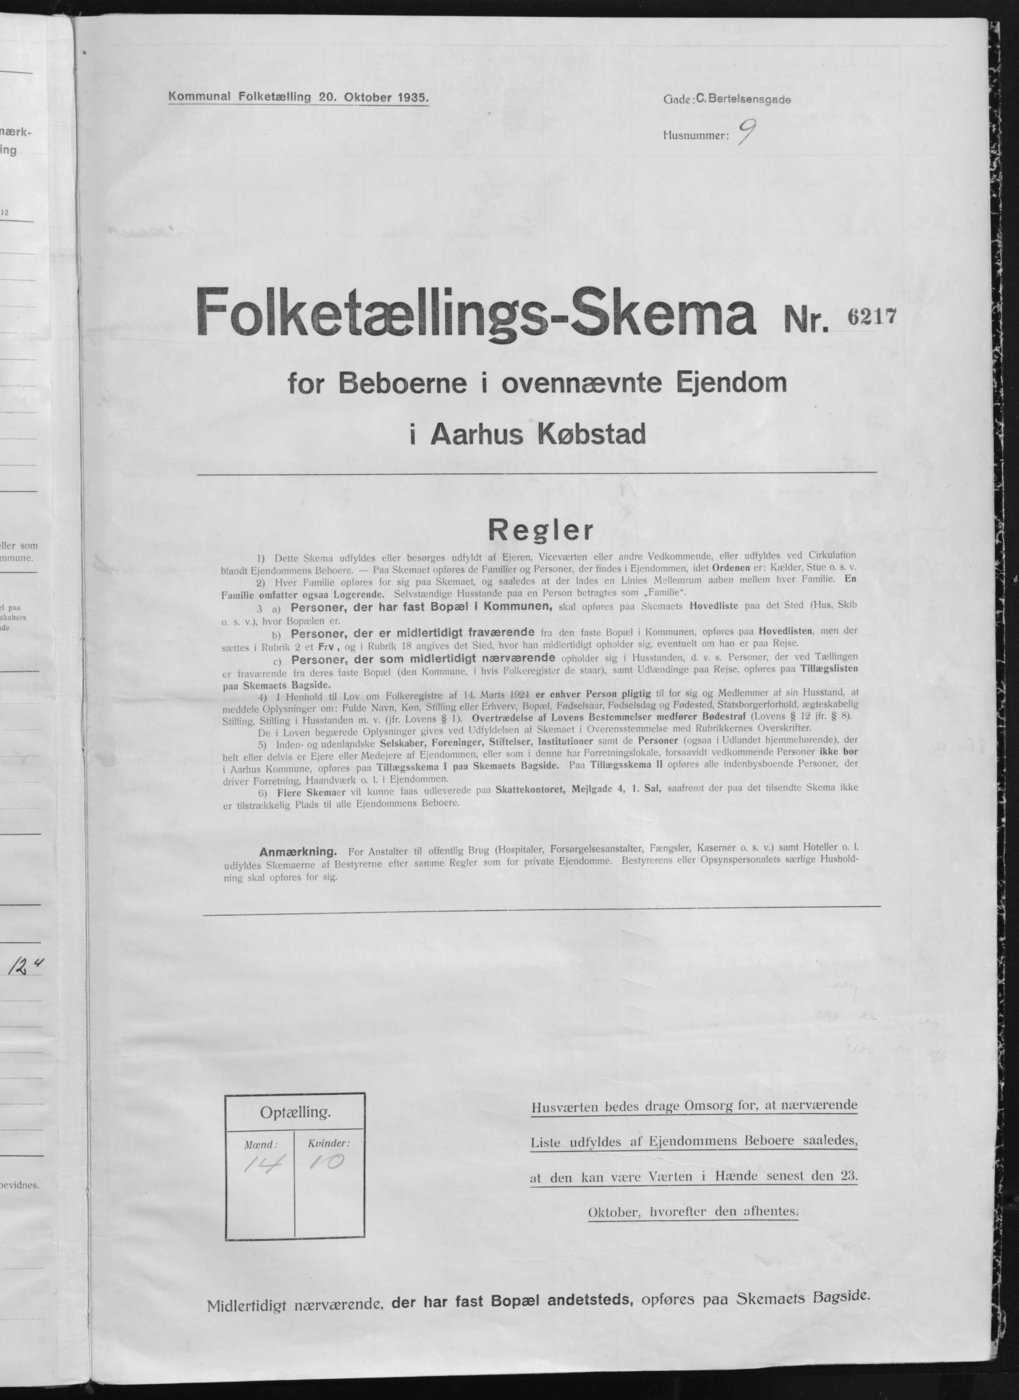 Kommunal Folketælling 20. Oktober 1935.
Gade: C. Bertelsensgade
Husnummer: 9
Folketællings-Skema Nr. 6217
for Beboerne i ovennævnte Ejendom
i Aarhus Købstad
Regler
1) Dette Skema udfyldes eller besørges udfyldt af Ejeren, Viceværten eller andre Vedkommende, eller udfyldes ved Cirkulation
blandt Ejendommens Beboere. — Paa Skemaet opføres de Familier og Personer, der findes i Ejendommen, idet Ordenen er: Kælder, Stue o. s. v.
2) Hver Familie opføres for sig paa Skemaet, og saaledes at der lades en Linies Mellemrum aaben mellem hver Familie. En
Familie omfatter ogsaa Logerende. Selvstændige Husstande paa en Person betragtes som „Familie“.
3 a) Personer, der har fast Bopæl i Kommunen, skal opføres paa Skemaets Hovedliste paa det Sted (Hus, Skib
o. s. v.), hvor Bopælen er.
b) Personer, der er midlertidigt fraværende fra den faste Bopæl i Kommunen, opføres paa Hovedlisten, men der
sættes i Rubrik 2 et Frv., og i Rubrik 18 angives det Sted, hvor han midlertidigt opholder sig, eventuelt om han er paa Rejse.
c) Personer, der som midlertidigt nærværende opholder sig i Husstanden, d. v. s. Personer, der ved Tællingen
er fraværende fra deres faste Bopæl (den Kommune, i hvis Folkeregister de staar), samt Udlændinge paa Rejse, opføres paa Tillægslisten
paa Skemaets Bagside.
4) I Henhold til Lov om Folkeregistre af 14. Marts 1924 er enhver Person pligtig til for sig og Medlemmer af sin Husstand, at
meddele Oplysninger om: Fulde Navn, Køn, Stilling eller Erhverv, Bopæl, Fødselsaar, Fødselsdag og Fødested, Statsborgerforhold, ægteskabelig
Stilling, Stilling i Husstanden m. v. (jfr. Lovens § 1). Overtrædelse af Lovens Bestemmelser medfører Bødestraf (Lovens § 12 jfr. § 8).
De i Loven begærede Oplysninger gives ved Udfyldelsen af Skemaet i Overensstemmelse med Rubrikkernes Overskrifter.
5) Inden- og udenlandske Selskaber, Foreninger, Stiftelser, Institutioner samt de Personer (ogsaa i Udlandet hjemmehørende), der
helt eller delvis er Ejere eller Medejere af Ejendommen, eller som i denne har Forretningslokale, forsaavidt vedkommende Personer ikke bor
i Aarhus Kommune, opføres paa Tillægsskema I paa Skemaets Bagside. Paa Tillægsskema II opføres alle indenbysboende Personer, der
driver Forretning, Haandværk o. l. i Ejendommen.
6) Flere Skemaer vil kunne faas udleverede paa Skattekontoret, Mejlgade 4, 1. Sal, saafremt der paa det tilsendte Skema ikke
er tilstrækkelig Plads til alle Ejendommens Beboere.
Anmærkning. For Anstalter til offentlig Brug (Hospitaler, Forsørgelsesanstalter, Fængsler, Kaserner o. s. v.) samt Hoteller o. l.
udfyldes Skemaerne af Bestyrerne efter samme Regler som for private Ejendomme. Bestyrerens eller Opsynspersonalets særlige Hushold-
ning skal opføres for sig.
Optælling.
Mænd: Kvinder:
14 10
Husværten bedes drage Omsorg for, at nærværende
Liste udfyldes af Ejendommens Beboere saaledes,
at den kan være Værten i Hænde senest den 23.
Oktober, hvorefter den afhentes.
Midlertidigt nærværende, der har fast Bopæl andetsteds, opføres paa Skemaets Bagside.